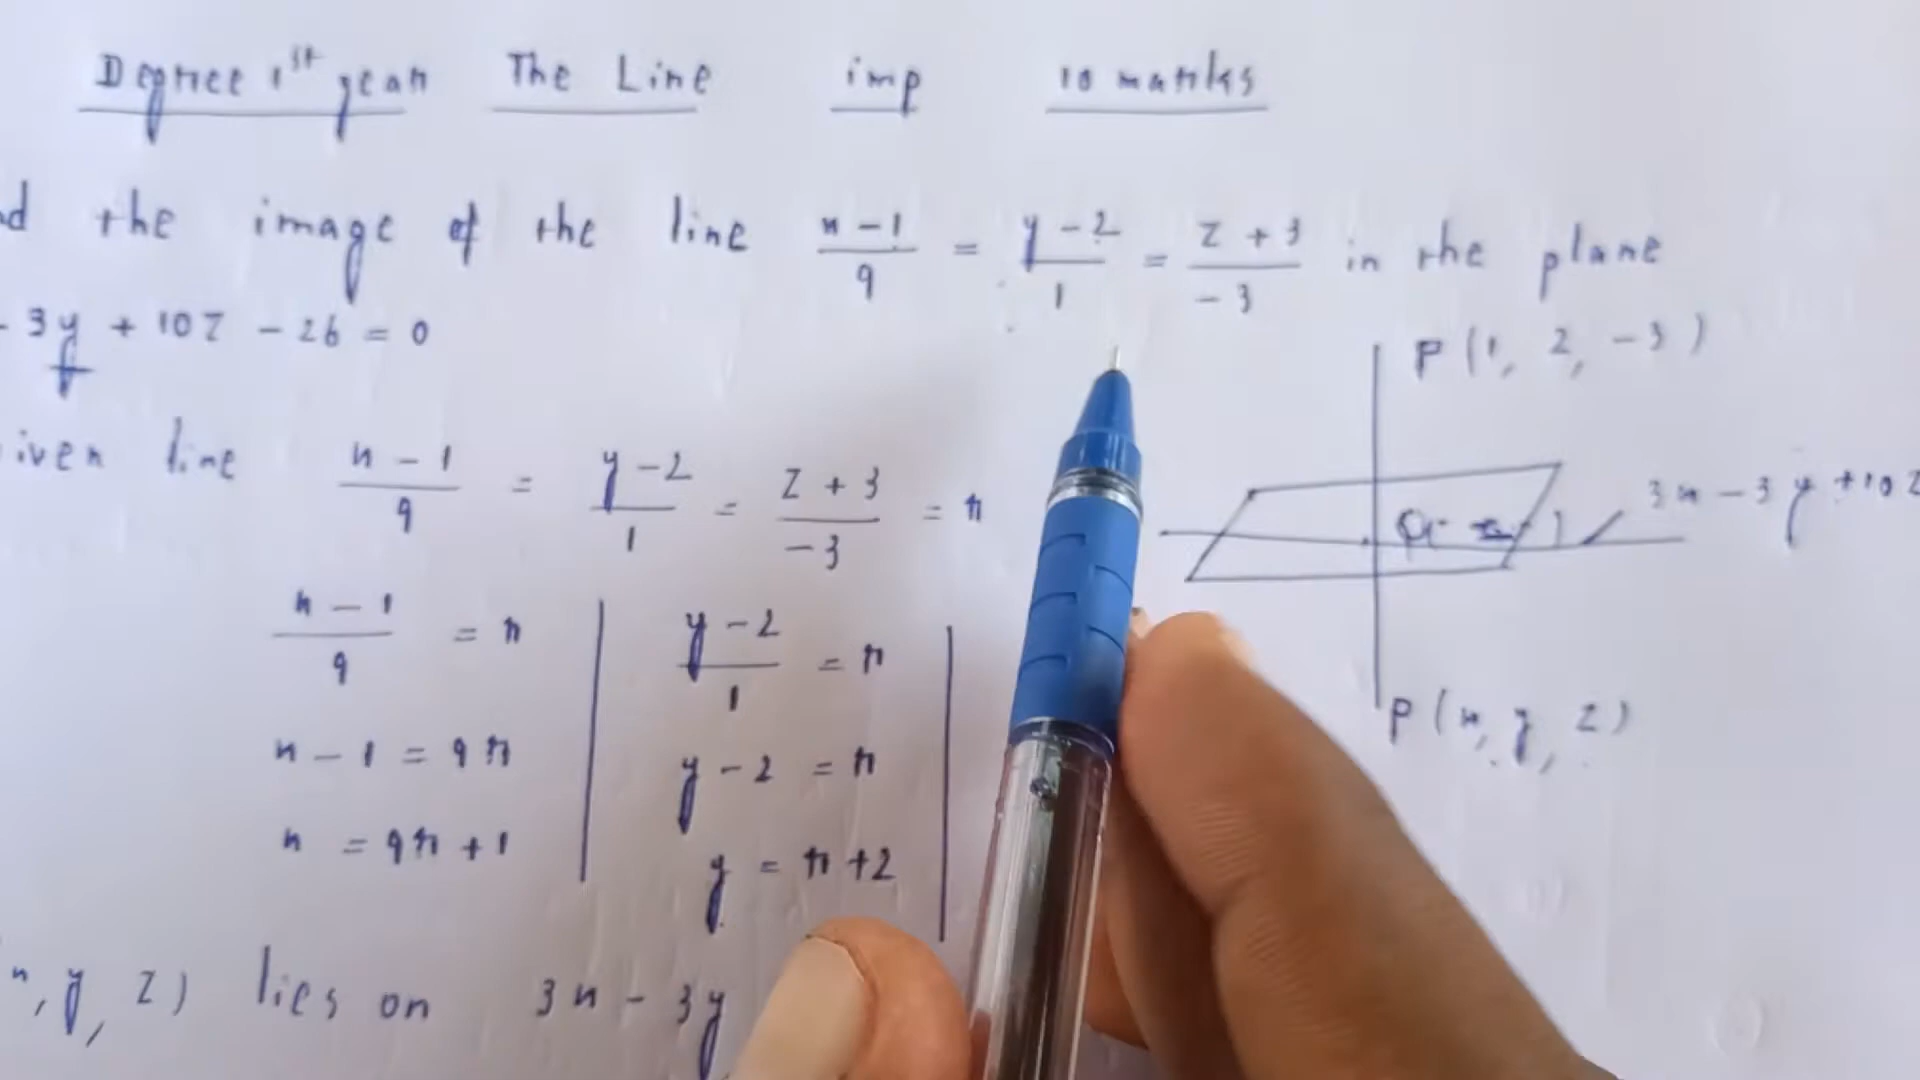 Degree 1st year The Line imp 10 marks
nd the image of the line x - 1 / 9 = y - 2 / 1 = z + 3 / - 3 in the plane
- 3y + 10z - 26 = 0
P(1, 2, -3)
iven line x - 1 / 9 = y - 2 / 1 = z + 3 / - 3 = r
3x - 3y + 10z
x - 1 / 9 = r
y - 2 / 1 = r
P(x, y, z)
x - 1 = 9r
y - 2 = r
x = 9r + 1
y = r + 2
x, y, z) lies on 3x - 3y